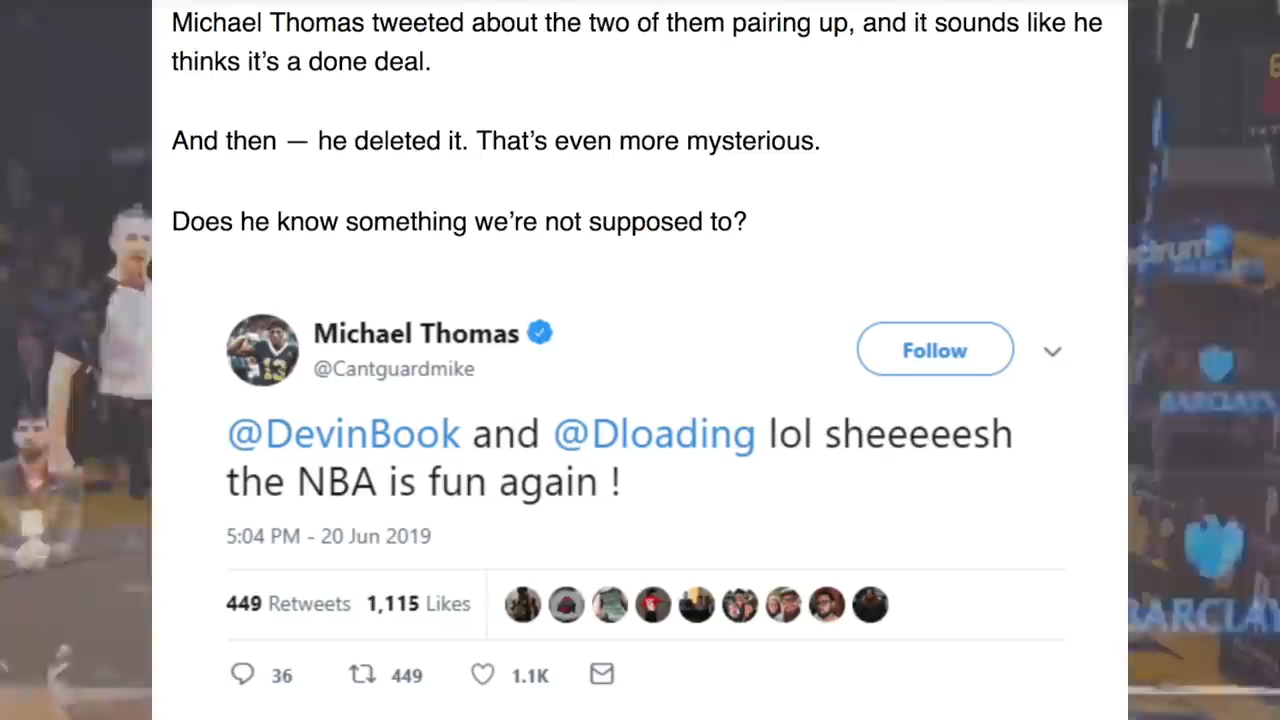 Michael Thomas tweeted about the two of them pairing up, and it sounds like he
thinks it’s a done deal.
And then — he deleted it. That’s even more mysterious.
Does he know something we’re not supposed to?
Michael Thomas
@Cantguardmike
Follow
@DevinBook and @Dloading lol sheeeeesh
the NBA is fun again !
5:04 PM - 20 Jun 2019
449 Retweets 1,115 Likes
36 449 1.1K
BARCLAYS
BARCLAY